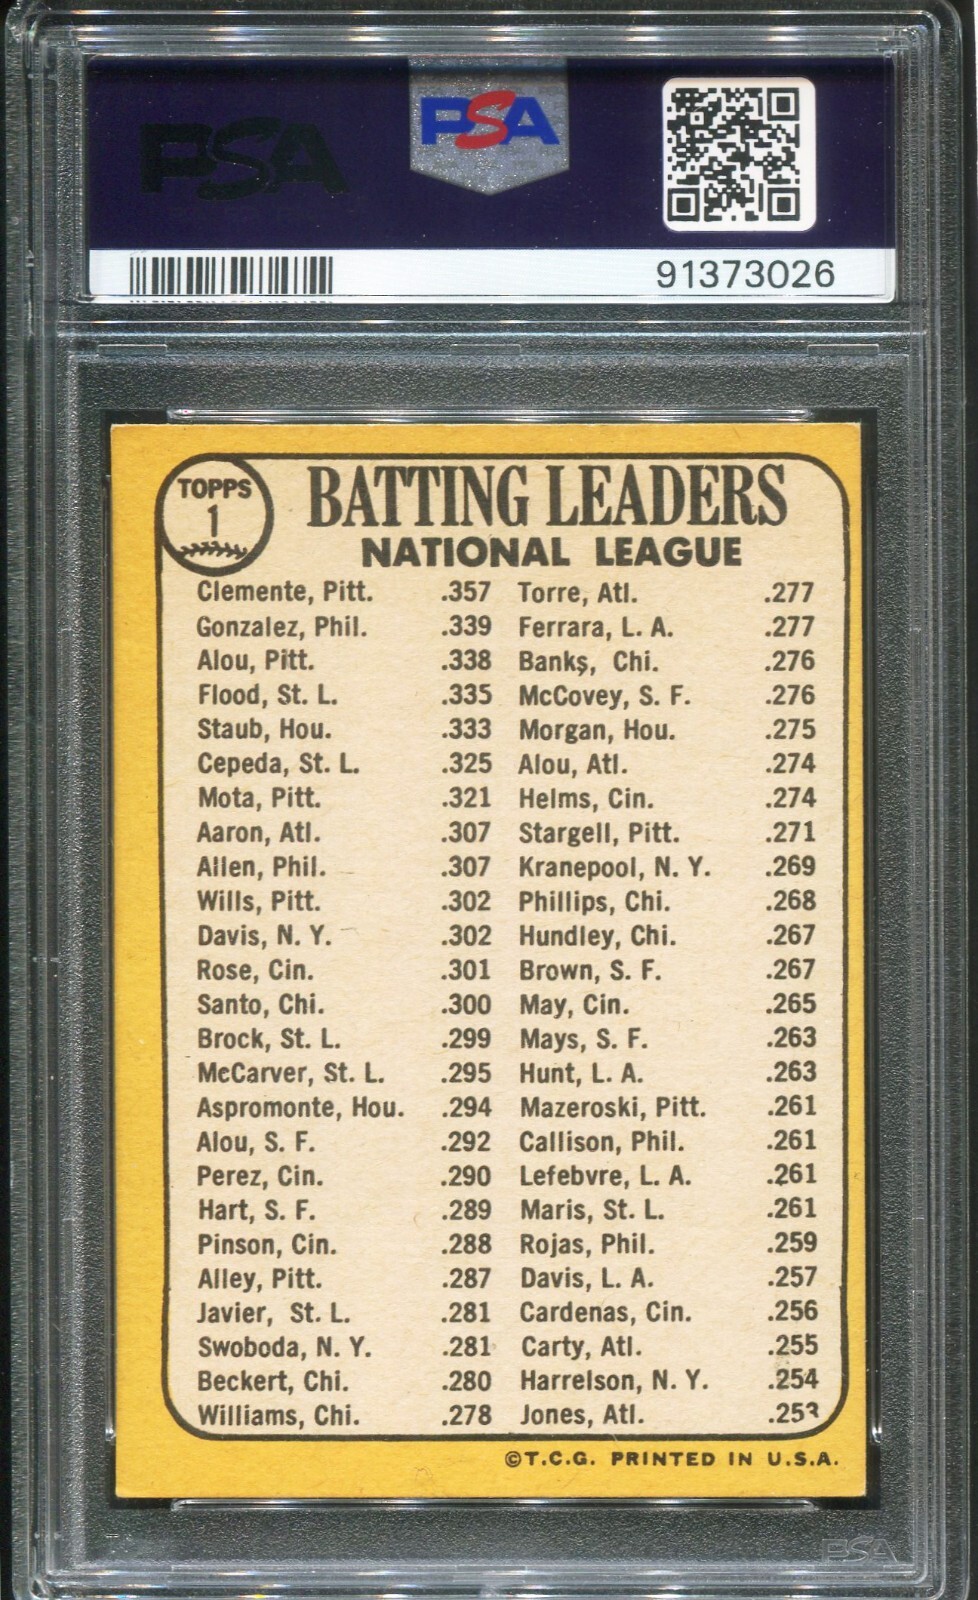 PSA
PSA
91373026
TOPPS
1
BATTING LEADERS
NATIONAL LEAGUE
Clemente, Pitt. .357 Torre, Atl. .277
Gonzalez, Phil. .339 Ferrara, L. A. .277
Alou, Pitt. .338 Banks, Chi. .276
Flood, St. L. .335 McCovey, S. F. .276
Staub, Hou. .333 Morgan, Hou. .275
Cepeda, St. L. .325 Alou, Atl. .274
Mota, Pitt. .321 Helms, Cin. .274
Aaron, Atl. .307 Stargell, Pitt. .271
Allen, Phil. .307 Kranepool, N. Y. .269
Wills, Pitt. .302 Phillips, Chi. .268
Davis, N. Y. .302 Hundley, Chi. .267
Rose, Cin. .301 Brown, S. F. .267
Santo, Chi. .300 May, Cin. .265
Brock, St. L. .299 Mays, S. F. .263
McCarver, St. L. .295 Hunt, L. A. .263
Aspromonte, Hou. .294 Mazeroski, Pitt. .261
Alou, S. F. .292 Callison, Phil. .261
Perez, Cin. .290 Lefebvre, L. A. .261
Hart, S. F. .289 Maris, St. L. .261
Pinson, Cin. .288 Rojas, Phil. .259
Alley, Pitt. .287 Davis, L. A. .257
Javier, St. L. .281 Cardenas, Cin. .256
Swoboda, N. Y. .281 Carty, Atl. .255
Beckert, Chi. .280 Harrelson, N. Y. .254
Williams, Chi. .278 Jones, Atl. .253
©T.C.G. PRINTED IN U.S.A.
PSA